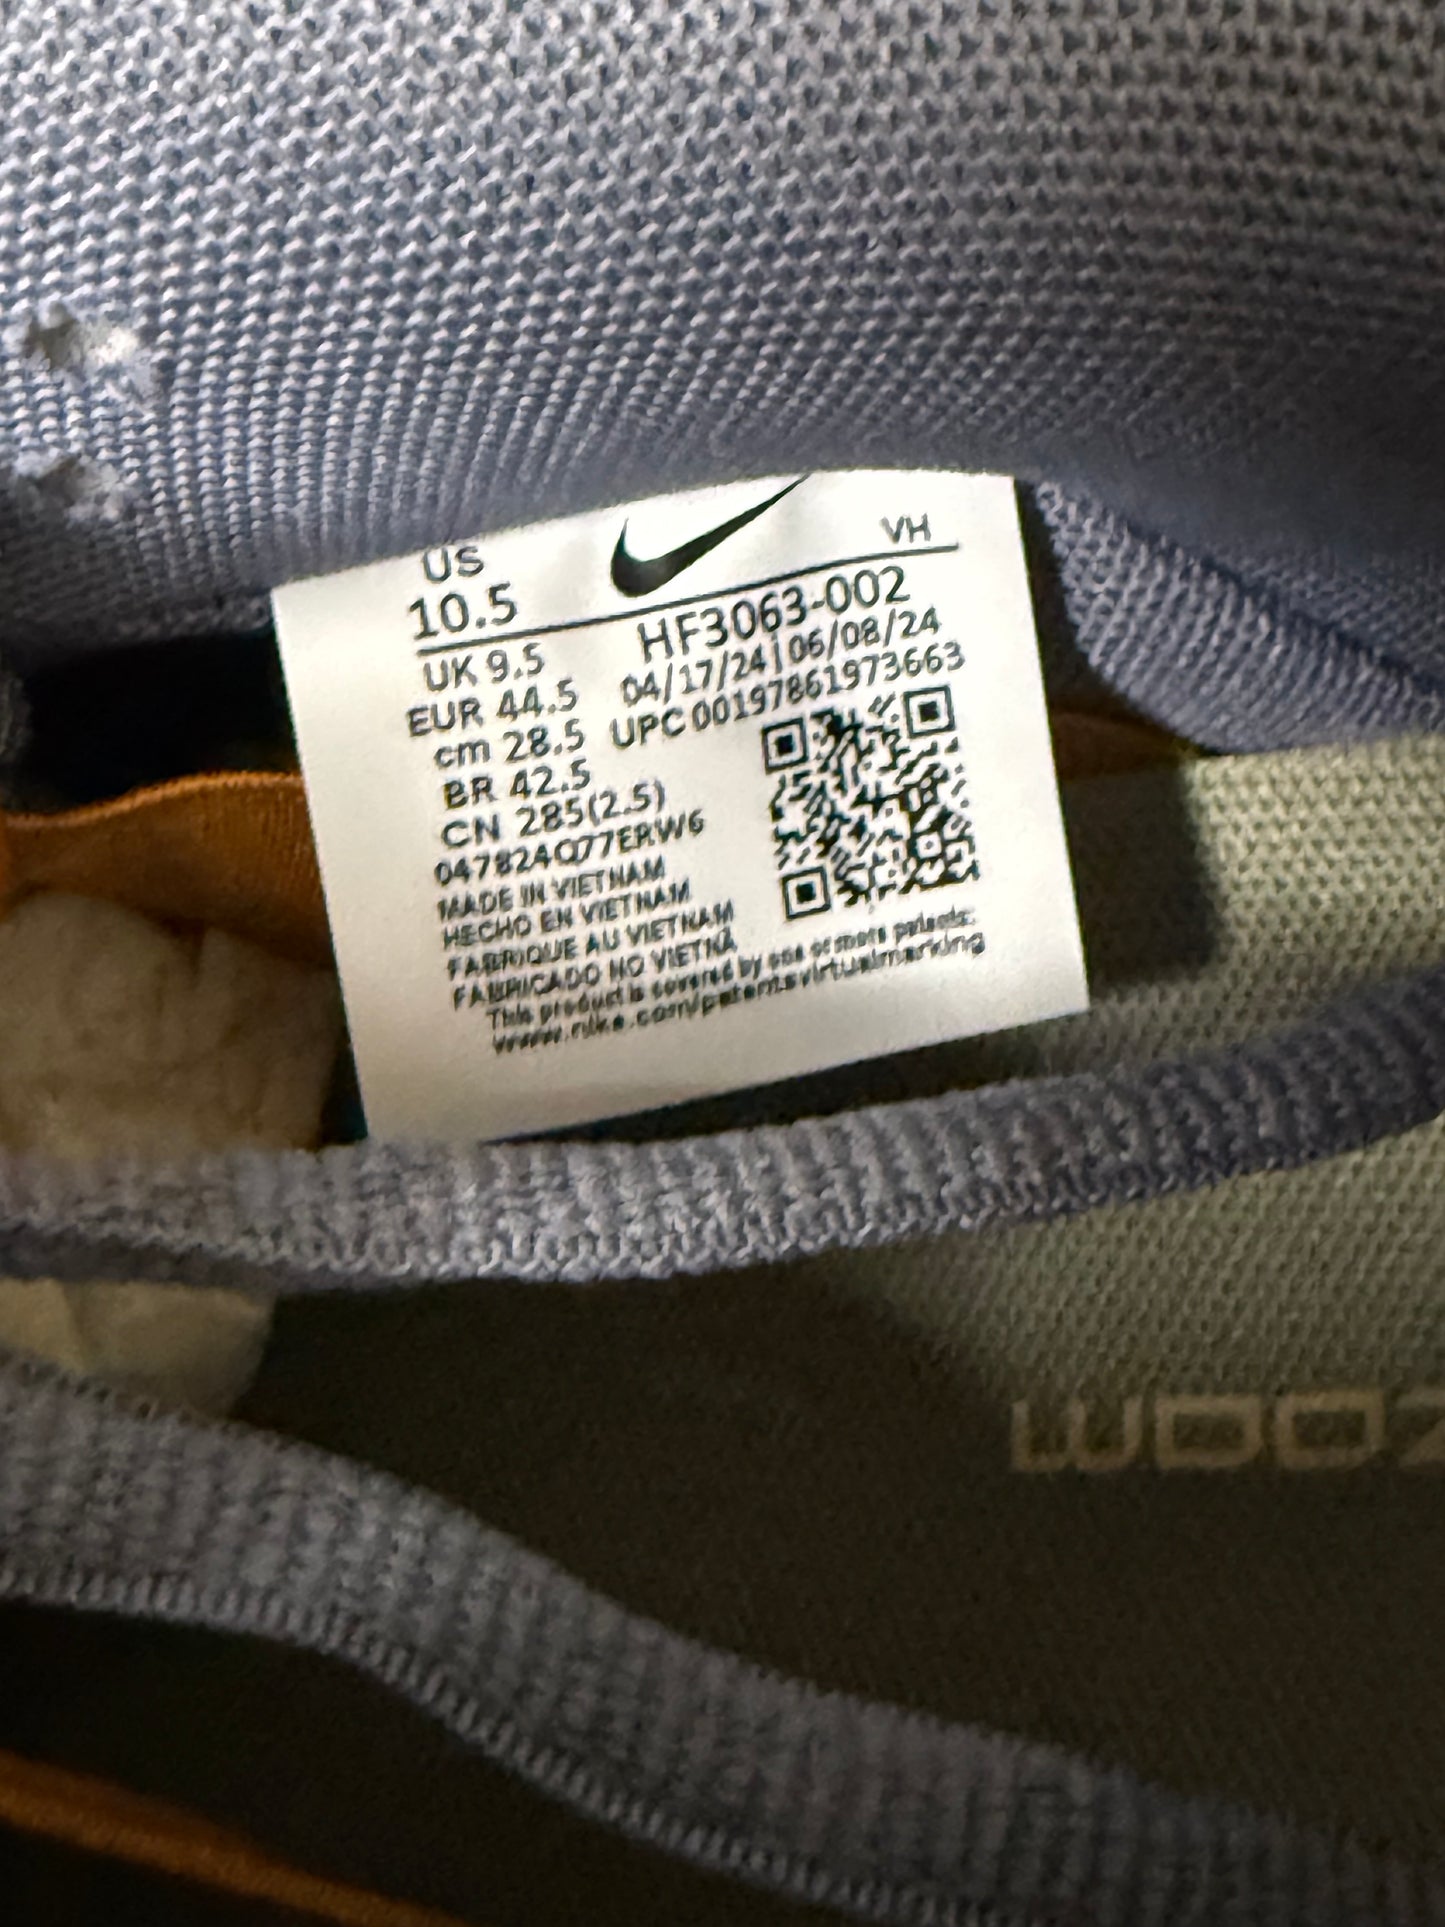 US
VH
10.5
HF3063-002
UK 9.5
04/17/24|06/08/24
EUR 44.5
UPC 00197861973663
cm 28.5
BR 42.5
CN 285(2.5)
047824Q77ERW6
MADE IN VIETNAM
HECHO EN VIETNAM
FABRIQUE AU VIETNAM
FABRICADO NO VIETNÃ
This product is covered by one or more patents:
www.nike.com/patentsvirtualmarking
ZOOM